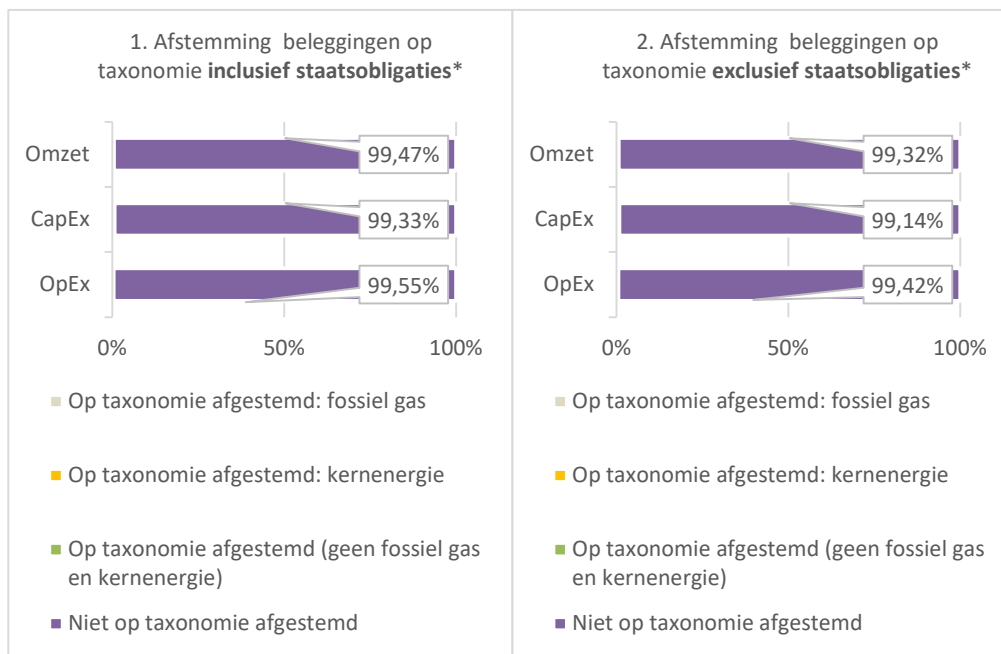 1. Afstemming beleggingen op
taxonomie inclusief staatsobligaties*
Omzet
99,47%
CapEx
99,33%
OpEx
99,55%
0%
50%
100%
Op taxonomie afgestemd: fossiel gas
Op taxonomie afgestemd: kernenergie
Op taxonomie afgestemd (geen fossiel gas
en kernenergie)
Niet op taxonomie afgestemd
2. Afstemming beleggingen op
taxonomie exclusief staatsobligaties*
Omzet
99,32%
CapEx
99,14%
OpEx
99,42%
0%
50%
100%
Op taxonomie afgestemd: fossiel gas
Op taxonomie afgestemd: kernenergie
Op taxonomie afgestemd (geen fossiel gas
en kernenergie)
Niet op taxonomie afgestemd